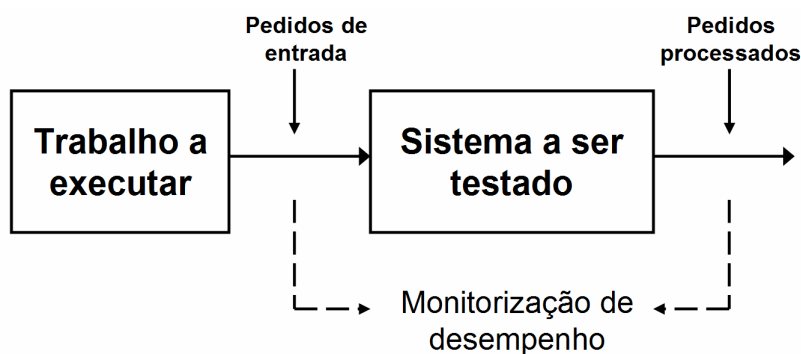 Pedidos de
entrada
Pedidos
processados
Trabalho a
executar
Sistema a ser
testado
Monitorização de
desempenho